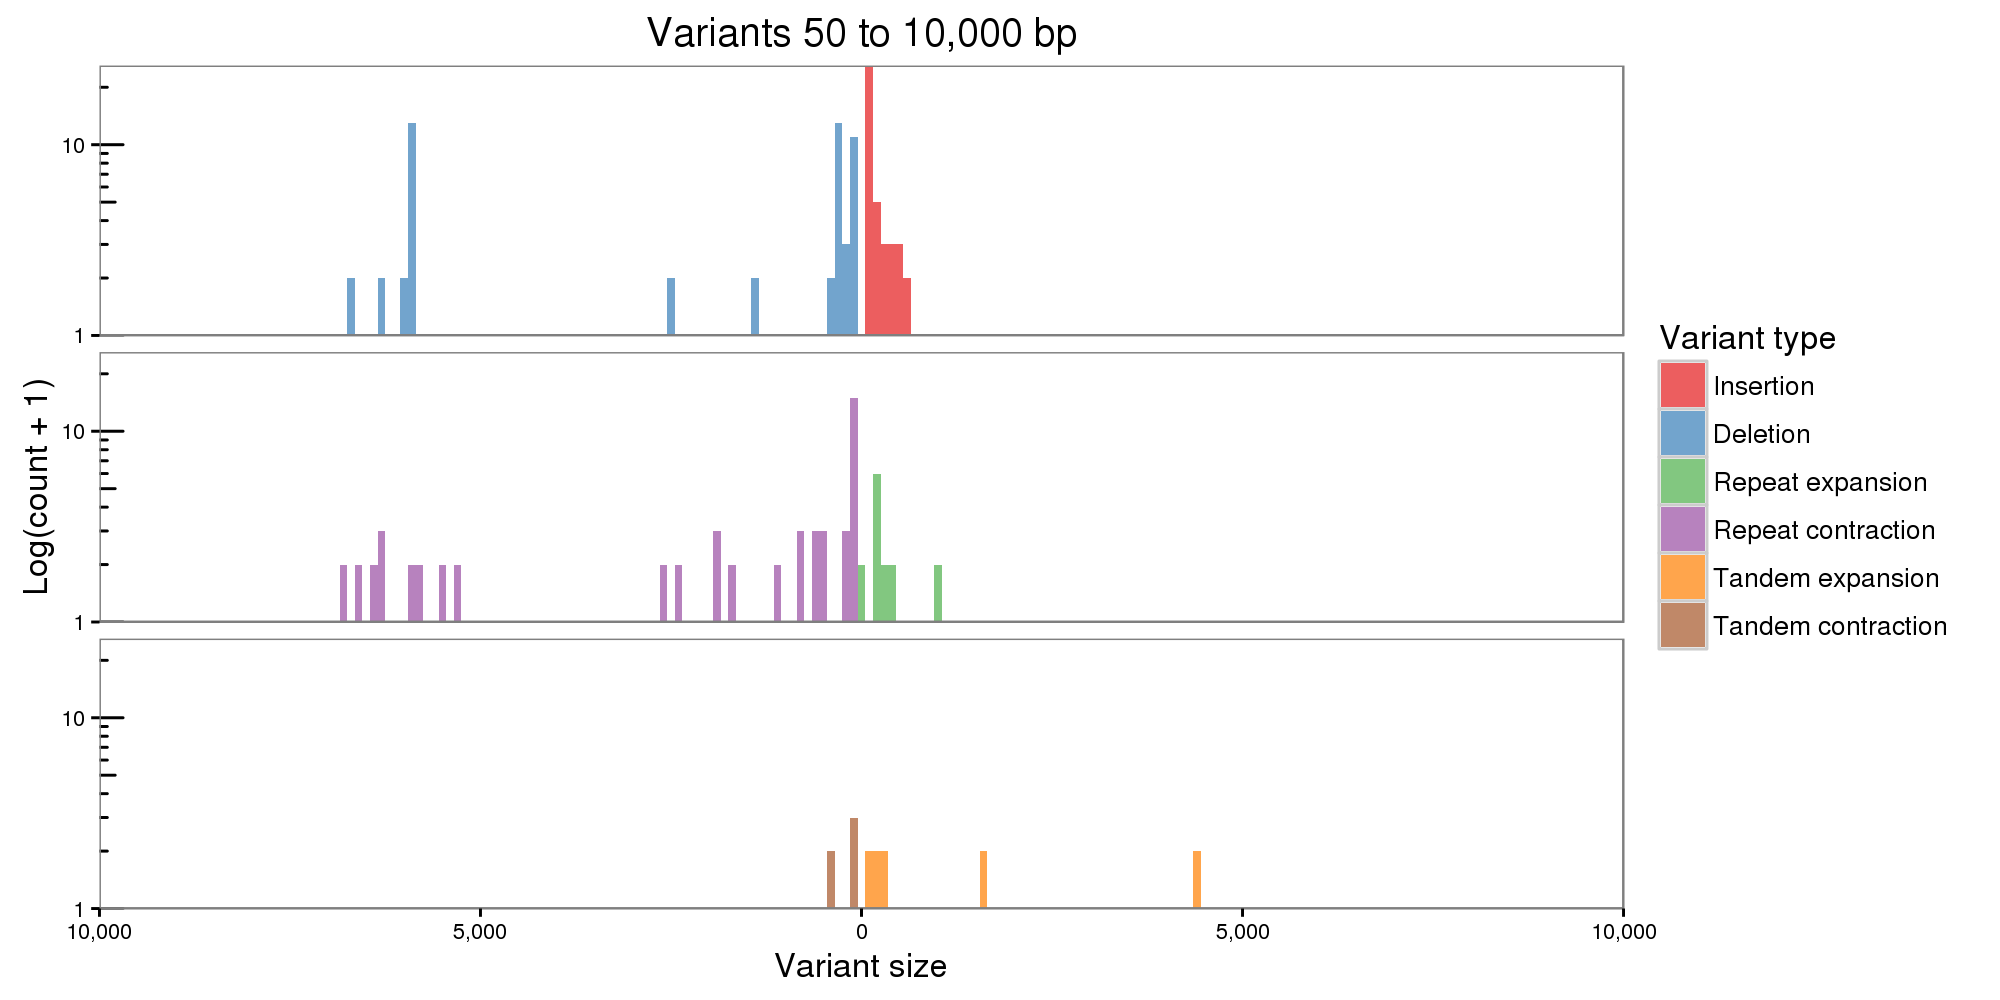 Variants 50 to 10,000 bp
10
1
10
1
10
1
Log(count + 1)
10,000
5,000
0
5,000
10,000
Variant size
Variant type
Insertion
Deletion
Repeat expansion
Repeat contraction
Tandem expansion
Tandem contraction